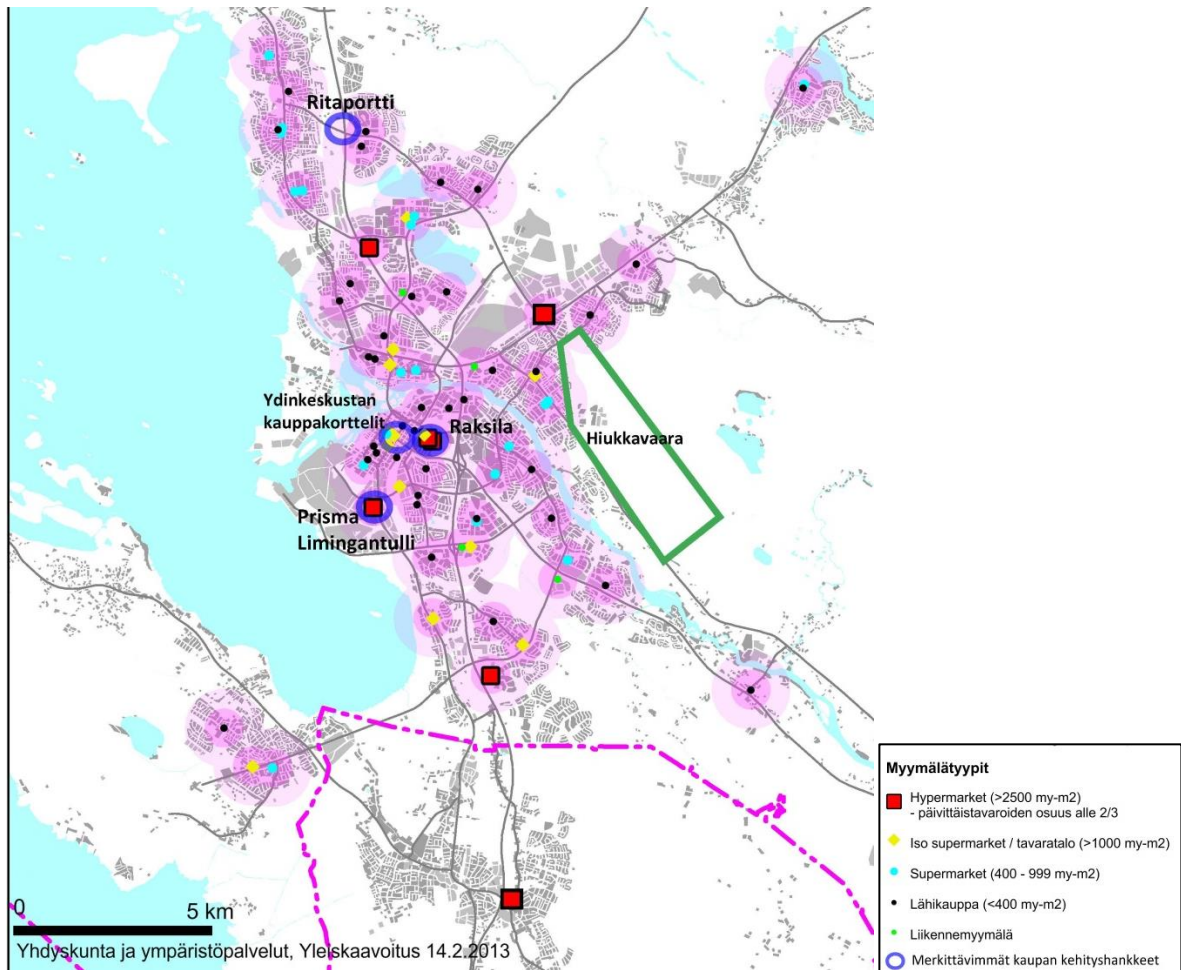 Ritaportti
Ydinkeskustan
kauppakorttelit
Raksila
Hiukkavaara
Prisma
Limingantulli
0
5 km
Yhdyskunta ja ympäristöpalvelut, Yleiskaavoitus 14.2.2013
Myymälätyypit
Hypermarket (>2500 my-m2)
- päivittäistavaroiden osuus alle 2/3
Iso supermarket / tavaratalo (>1000 my-m2)
Supermarket (400 - 999 my-m2)
Lähikauppa (<400 my-m2)
Liikennemyymälä
Merkittävimmät kaupan kehityshankkeet